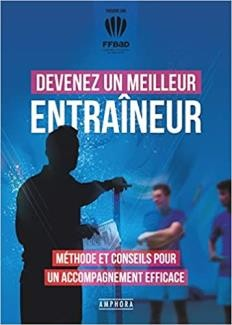 FFBaD
DEVENEZ UN MEILLEUR
ENTRAÎNEUR
MÉTHODE ET CONSEILS POUR
UN ACCOMPAGNEMENT EFFICACE
AMPHORA